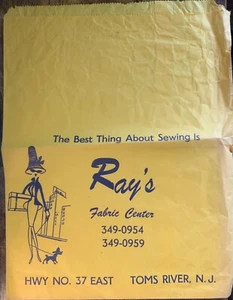 The Best Thing About Sewing Is
Ray's
Fabric Center
349-0954
349-0959
HWY NO. 37 EAST TOMS RIVER, N. J.